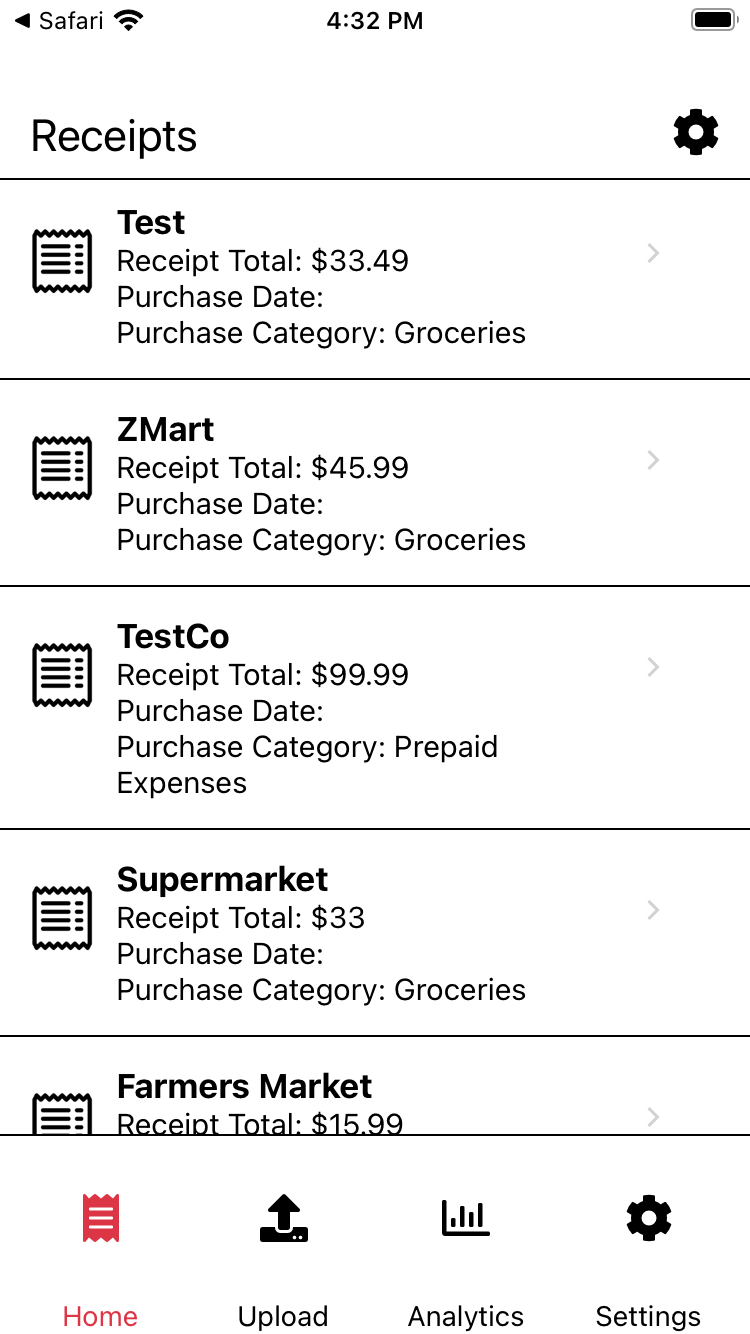 Safari 4:32 PM
Receipts
Test
Receipt Total: $33.49
Purchase Date:
Purchase Category: Groceries
ZMart
Receipt Total: $45.99
Purchase Date:
Purchase Category: Groceries
TestCo
Receipt Total: $99.99
Purchase Date:
Purchase Category: Prepaid
Expenses
Supermarket
Receipt Total: $33
Purchase Date:
Purchase Category: Groceries
Farmers Market
Receipt Total: $15.99
Home Upload Analytics Settings